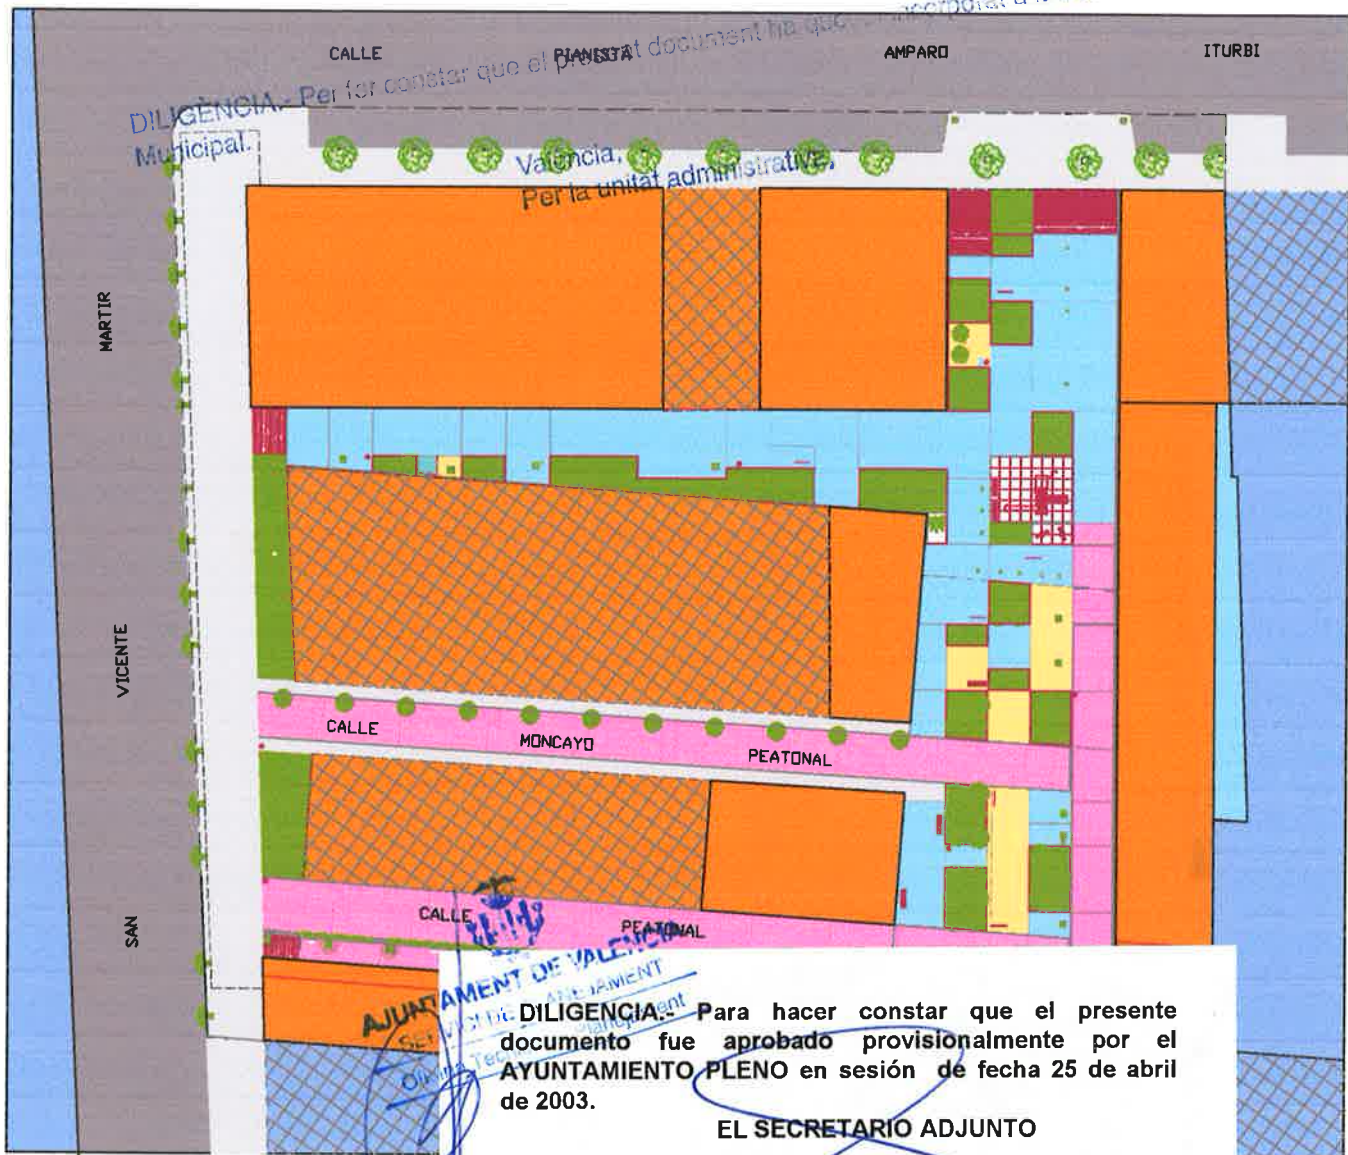 CALLE PIANISTA AMPARO ITURBI
DILIGÈNCIA.- Per fer constar que el present document ha
Municipal.
València,
Per la unitat administrativa,
MARTIR
VICENTE
SAN
CALLE MONCAYO PEATONAL
CALLE PEATONAL
AJUNTAMENT DE VALENCIA
DILIGENCIA.- Para hacer constar que el presente
documento fue aprobado provisionalmente por el
AYUNTAMIENTO PLENO en sesión de fecha 25 de abril
de 2003.
EL SECRETARIO ADJUNTO